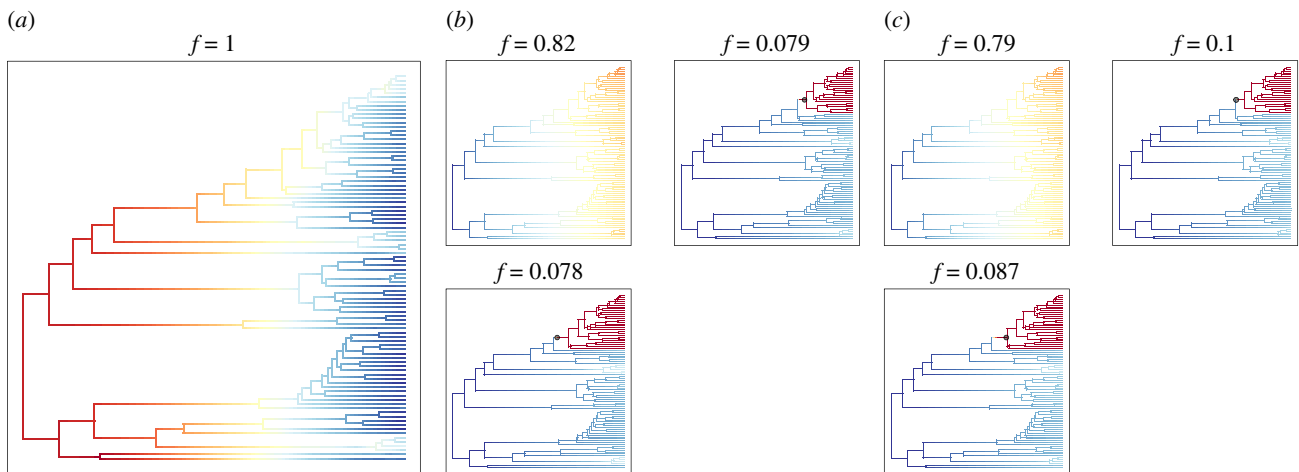 (a)
f = 1
(b)
f = 0.82
f = 0.079
f = 0.078
(c)
f = 0.79
f = 0.1
f = 0.087